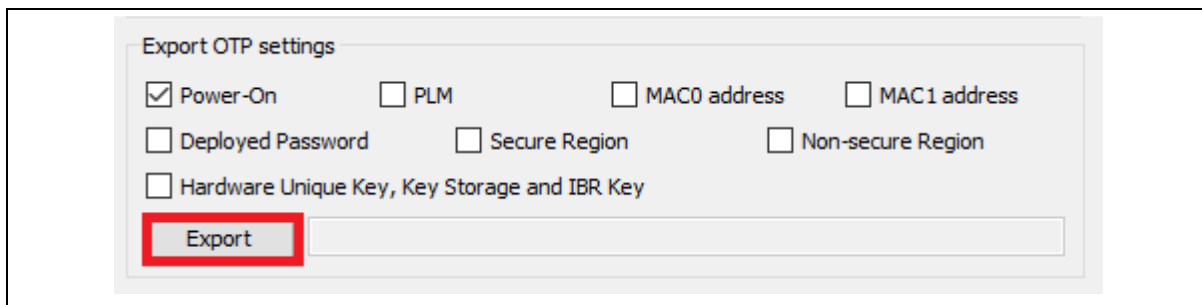 Export OTP settings
Power-On PLM MAC0 address MAC1 address
Deployed Password Secure Region Non-secure Region
Hardware Unique Key, Key Storage and IBR Key
Export